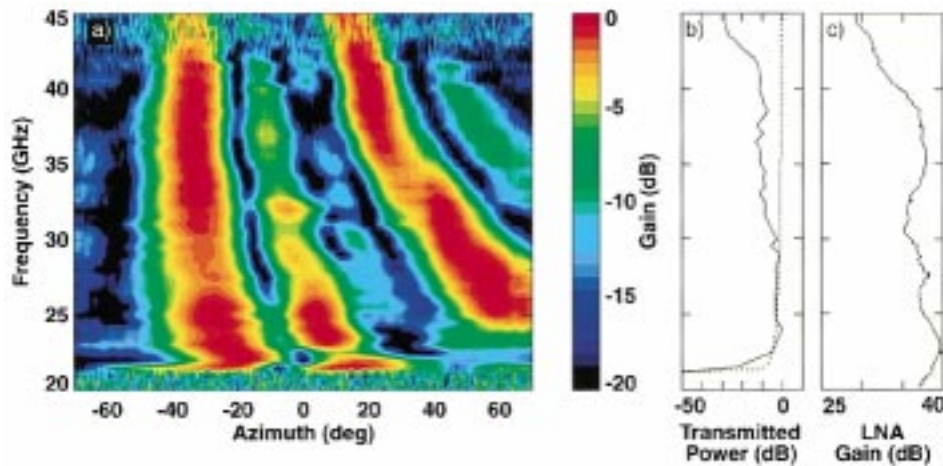 a)
45
40
35
30
25
20
Frequency (GHz)
-60 -40 -20 0 20 40 60
Azimuth (deg)
0
-5
-10
-15
-20
Gain (dB)
b)
-50 0
Transmitted
Power (dB)
c)
25 40
LNA
Gain (dB)